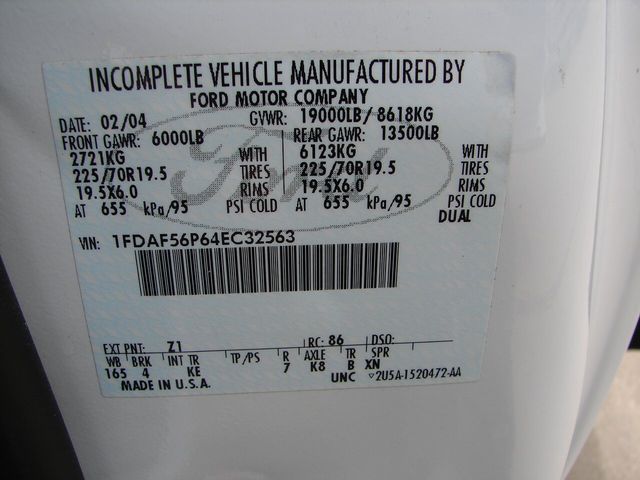 INCOMPLETE VEHICLE MANUFACTURED BY
FORD MOTOR COMPANY
DATE: 02/04 GVWR: 19000LB/ 8618KG
FRONT GAWR: 6000LB REAR GAWR: 13500LB
2721KG WITH 6123KG WITH
225/70R19.5 TIRES 225/70R19.5 TIRES
19.5X6.0 RIMS 19.5X6.0 RIMS
AT 655 kPa/95 PSI COLD AT 655 kPa/95 PSI COLD
DUAL
Ford
VIN: 1FDAF56P64EC32563
EXT PNT: Z1 RC: 86 DSO:
WB BRK INT TR TP/PS R AXLE TR SPR
165 4 KE 7 K8 B XN
MADE IN U.S.A. UNC ▽2U5A-1520472-AA